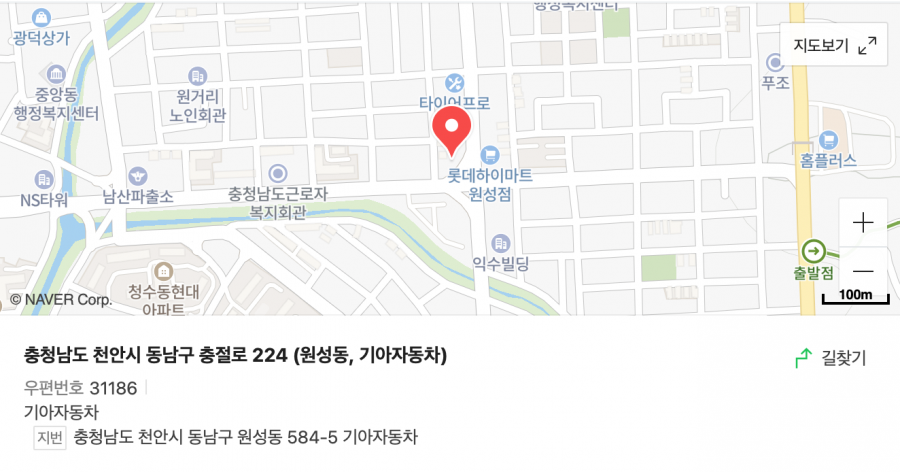 행정복지센터
광덕상가
지도보기
중앙동
행정복지센터
원거리
노인회관
타이어프로
푸조
홈플러스
롯데하이마트
원성점
NS타워
남산파출소
충청남도근로자
복지회관
익수빌딩
출발점
청수동현대
아파트
© NAVER Corp.
100m
충청남도 천안시 동남구 충절로 224 (원성동, 기아자동차)
길찾기
우편번호 31186
기아자동차
지번 충청남도 천안시 동남구 원성동 584-5 기아자동차